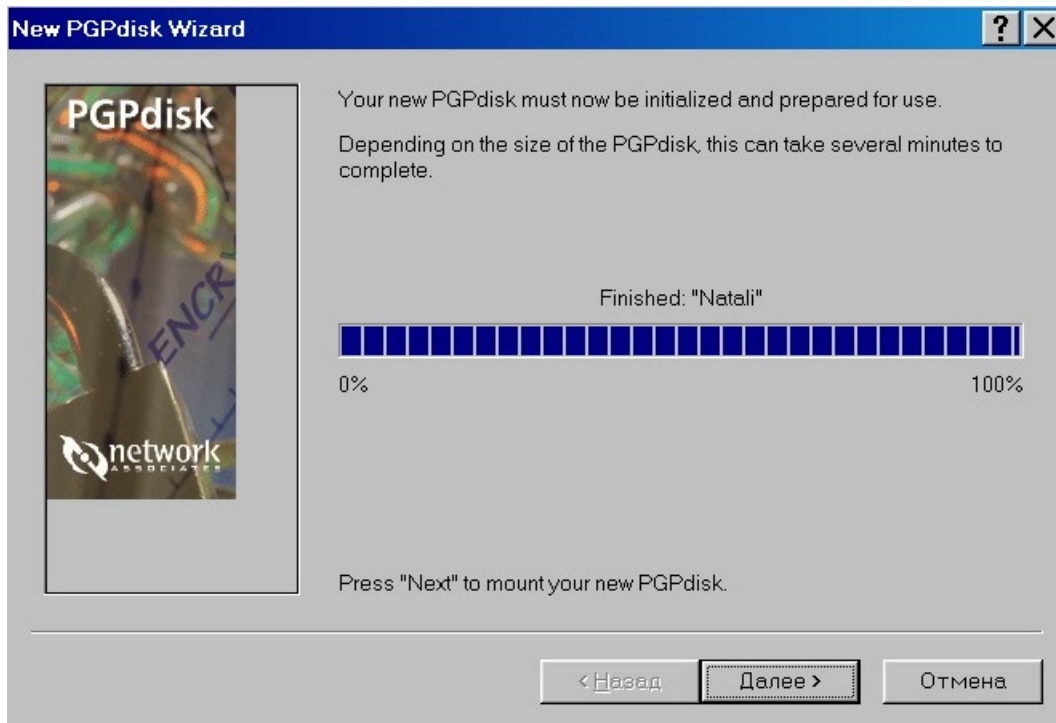 New PGPdisk Wizard
?
X
PGPdisk
ENCR
network
ASSOCIATES
Your new PGPdisk must now be initialized and prepared for use.
Depending on the size of the PGPdisk, this can take several minutes to
complete.
Finished: "Natali"
0%
100%
Press "Next" to mount your new PGPdisk.
< Назад
Далее >
Отмена